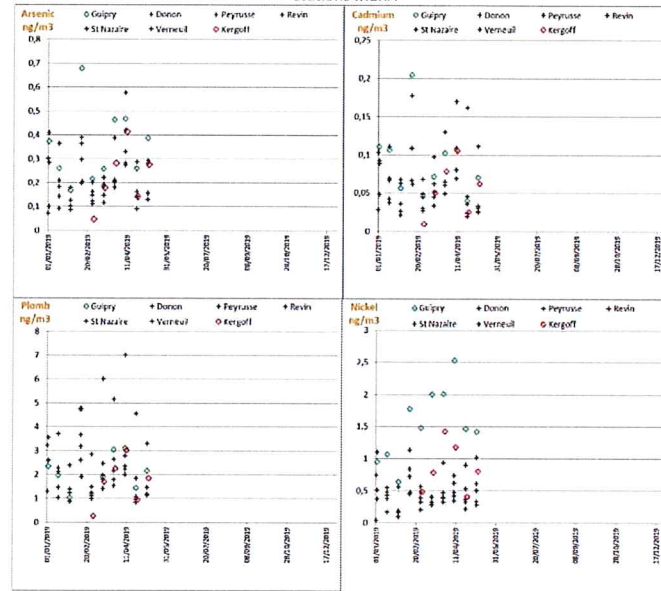 Arsenic
ng/m3
Guipry Donon Peyrusse Revin
St Nazaire Verneuil Kergoff
0,8
0,7
0,6
0,5
0,4
0,3
0,2
0,1
0
01/01/2019 20/02/2019 11/04/2019 31/05/2019 20/07/2019 08/09/2019 28/10/2019 17/12/2019
Cadmium
ng/m3
Guipry Donon Peyrusse Revin
St Nazaire Verneuil Kergoff
0,25
0,2
0,15
0,1
0,05
0
01/01/2019 20/02/2019 11/04/2019 31/05/2019 20/07/2019 08/09/2019 28/10/2019 17/12/2019
Plomb
ng/m3
Guipry Donon Peyrusse Revin
St Nazaire Verneuil Kergoff
8
7
6
5
4
3
2
1
0
01/01/2019 20/02/2019 11/04/2019 31/05/2019 20/07/2019 08/09/2019 28/10/2019 17/12/2019
Nickel
ng/m3
Guipry Donon Peyrusse Revin
St Nazaire Verneuil Kergoff
3
2,5
2
1,5
1
0,5
0
01/01/2019 20/02/2019 11/04/2019 31/05/2019 20/07/2019 08/09/2019 28/10/2019 17/12/2019